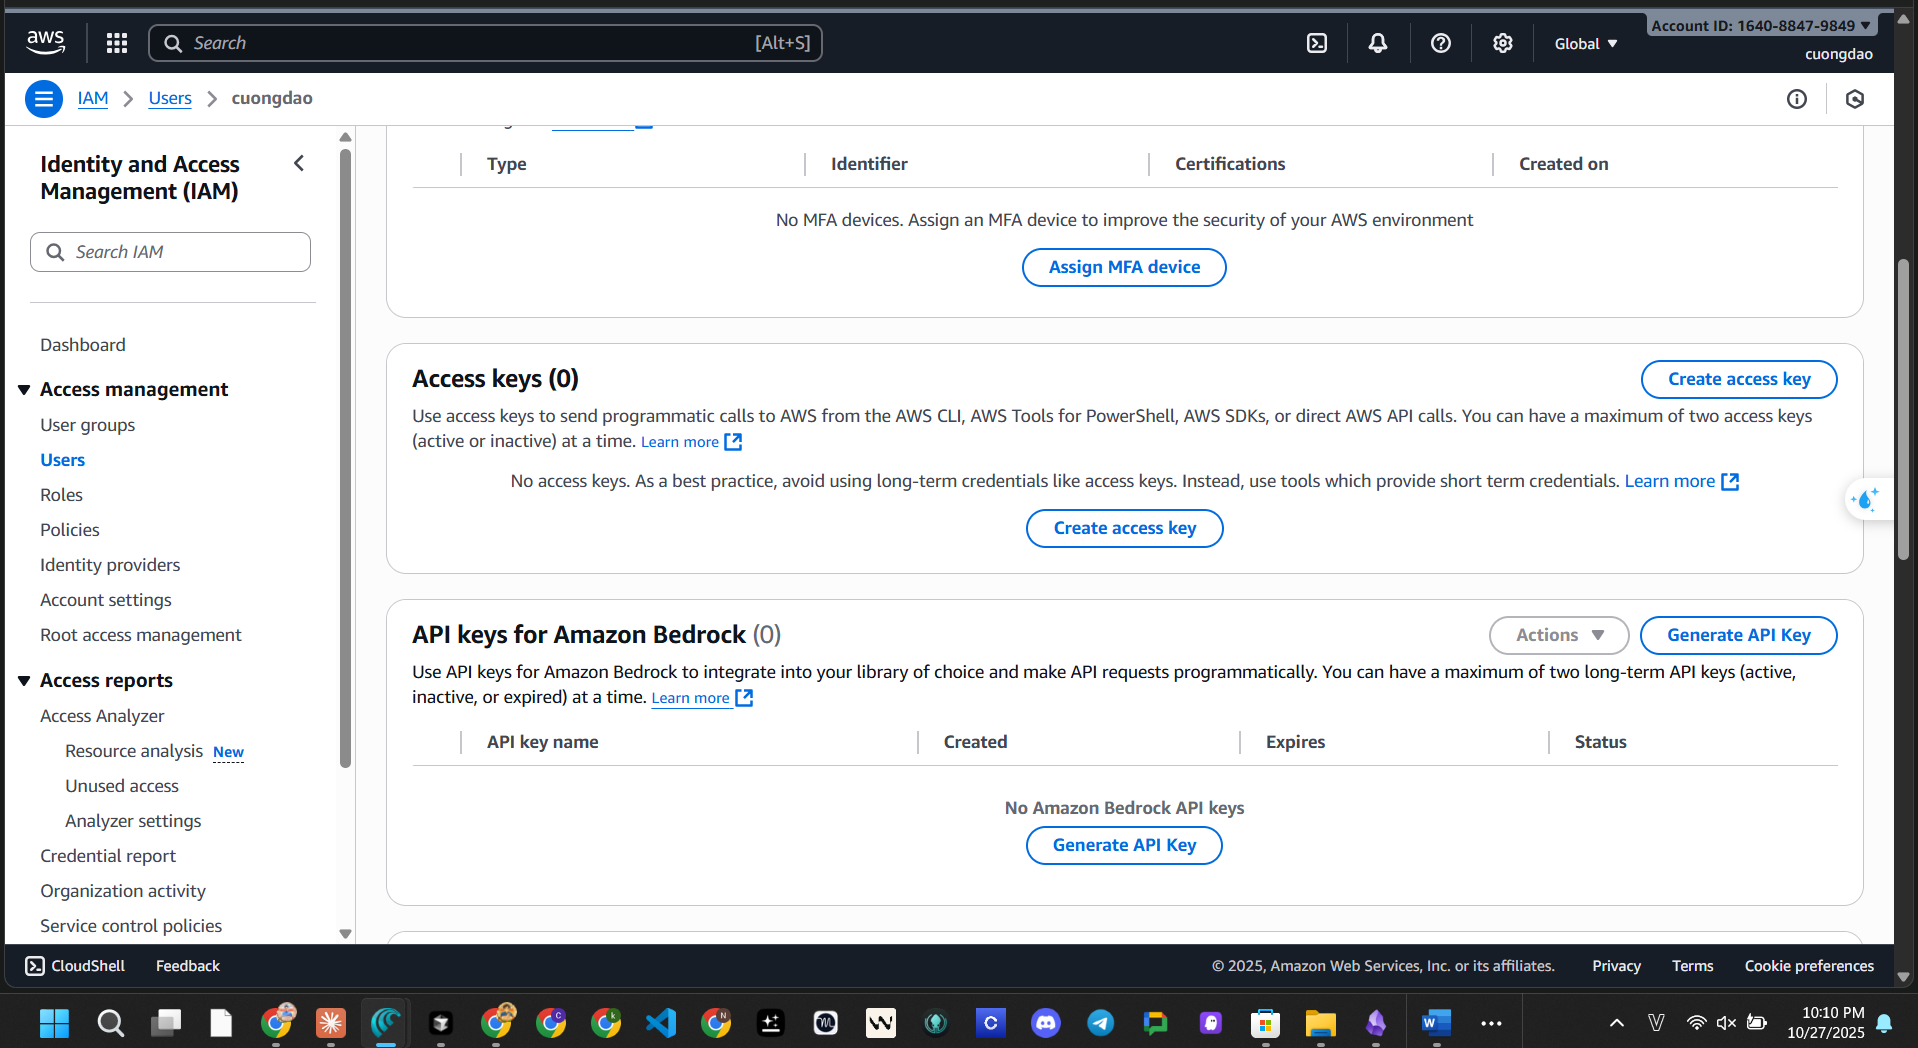 aws
Search
[Alt+S]
Global ▼
Account ID: 1640-8847-9849 ▼
cuongdao
IAM
Users
cuongdao
Identity and Access
Management (IAM)
Search IAM
Dashboard
Access management
User groups
Users
Roles
Policies
Identity providers
Account settings
Root access management
Access reports
Access Analyzer
Resource analysis New
Unused access
Analyzer settings
Credential report
Organization activity
Service control policies
Type
Identifier
Certifications
Created on
No MFA devices. Assign an MFA device to improve the security of your AWS environment
Assign MFA device
Access keys (0)
Create access key
Use access keys to send programmatic calls to AWS from the AWS CLI, AWS Tools for PowerShell, AWS SDKs, or direct AWS API calls. You can have a maximum of two access keys
(active or inactive) at a time. Learn more
No access keys. As a best practice, avoid using long-term credentials like access keys. Instead, use tools which provide short term credentials. Learn more
Create access key
API keys for Amazon Bedrock (0)
Actions ▼
Generate API Key
Use API keys for Amazon Bedrock to integrate into your library of choice and make API requests programmatically. You can have a maximum of two long-term API keys (active,
inactive, or expired) at a time. Learn more
API key name
Created
Expires
Status
No Amazon Bedrock API keys
Generate API Key
CloudShell
Feedback
© 2025, Amazon Web Services, Inc. or its affiliates.
Privacy
Terms
Cookie preferences
10:10 PM
10/27/2025